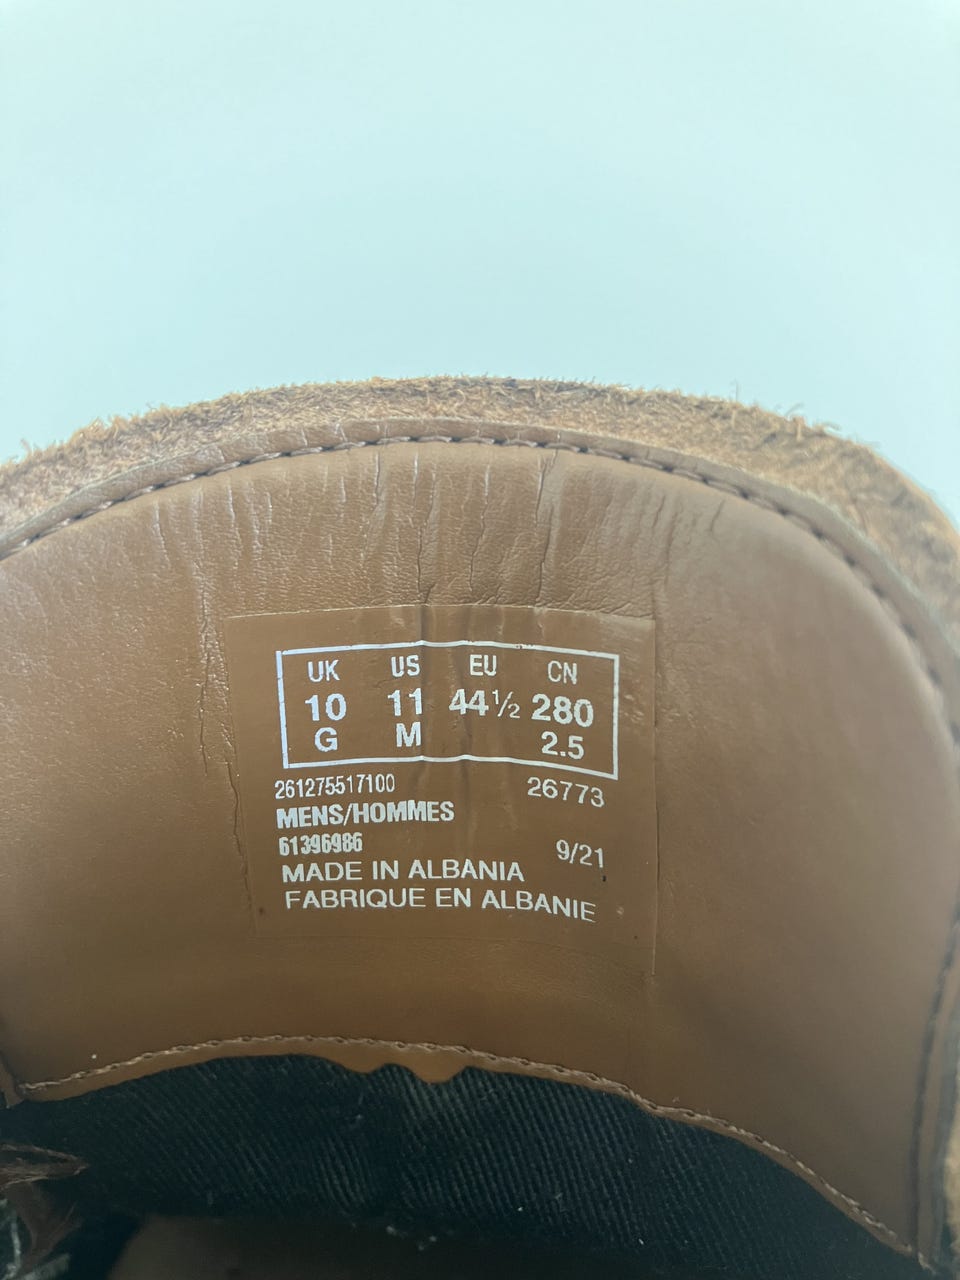 UK US EU CN
10 11 44½ 280
G M 2.5
261275517100 26773
MENS/HOMMES
61396986 9/21
MADE IN ALBANIA
FABRIQUE EN ALBANIE